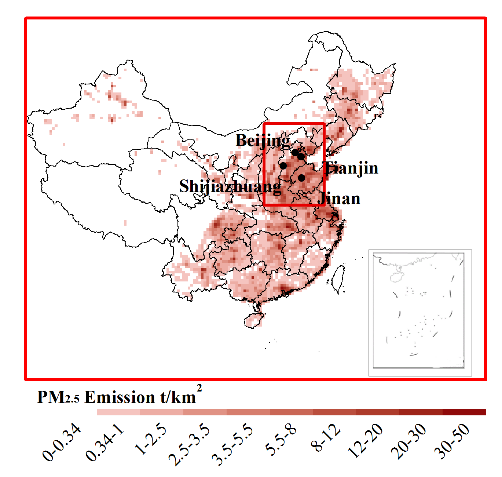 Beijing
Tianjin
Shijiazhuang
Jinan
PM2.5 Emission t/km2
0-0.34
0.34-1
1-2.5
2.5-3.5
3.5-5.5
5.5-8
8-12
12-20
20-30
30-50